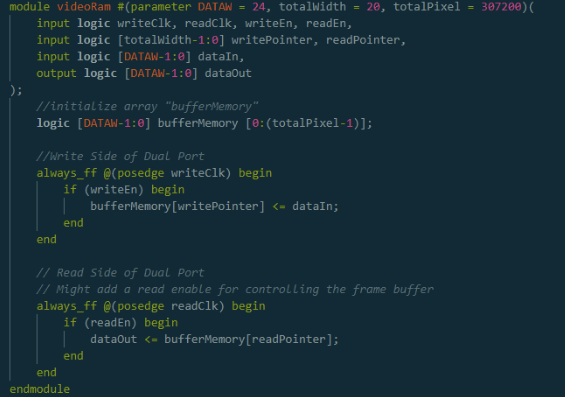 module videoRam #(parameter DATAW = 24, totalWidth = 20, totalPixel = 307200)(
    input logic writeClk, readClk, writeEn, readEn,
    input logic [totalWidth-1:0] writePointer, readPointer,
    input logic [DATAW-1:0] dataIn,
    output logic [DATAW-1:0] dataOut
);
    //initialize array "bufferMemory"
    logic [DATAW-1:0] bufferMemory [0:(totalPixel-1)];

    //Write Side of Dual Port
    always_ff @(posedge writeClk) begin
        if (writeEn) begin
            bufferMemory[writePointer] <= dataIn;
        end
    end

    // Read Side of Dual Port
    // Might add a read enable for controlling the frame buffer
    always_ff @(posedge readClk) begin
        if (readEn) begin
            dataOut <= bufferMemory[readPointer];
        end
    end
endmodule